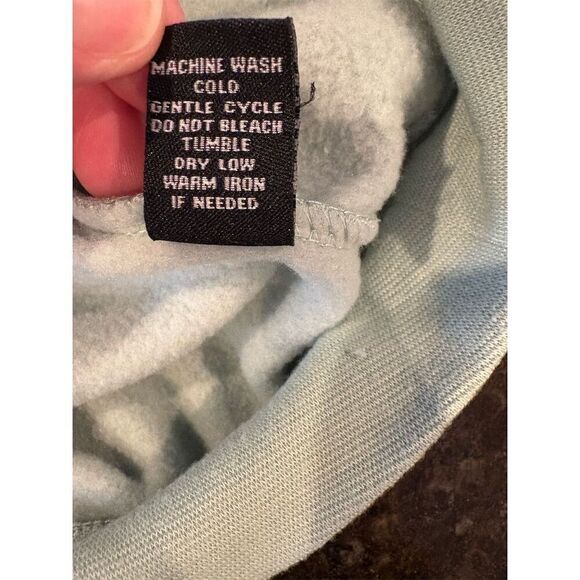 MACHINE WASH
COLD
GENTLE CYCLE
DO NOT BLEACH
TUMBLE
DRY LOW
WARM IRON
IF NEEDED